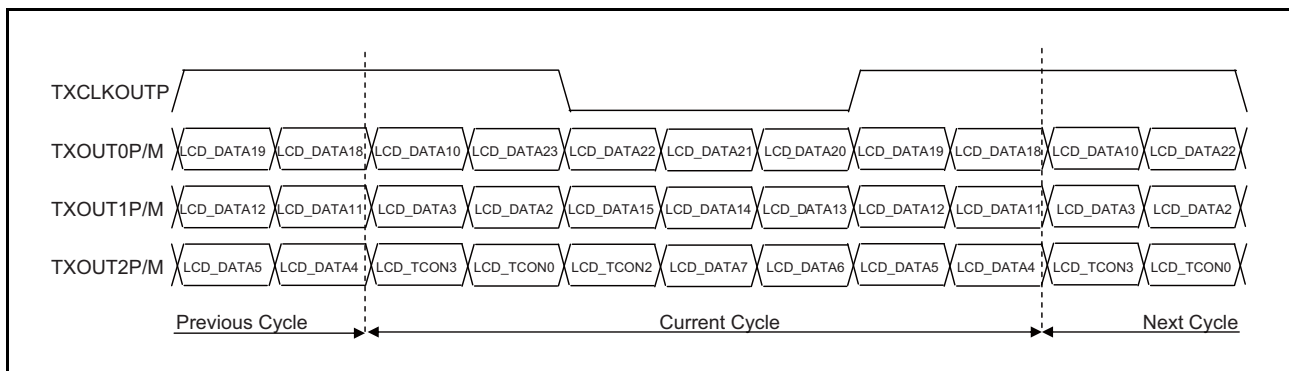 TXCLKOUTP
TXOUT0P/M LCD_DATA19 LCD_DATA18 LCD_DATA10 LCD_DATA23 LCD_DATA22 LCD_DATA21 LCD_DATA20 LCD_DATA19 LCD_DATA18 LCD_DATA10 LCD_DATA22
TXOUT1P/M LCD_DATA12 LCD_DATA11 LCD_DATA3 LCD_DATA2 LCD_DATA15 LCD_DATA14 LCD_DATA13 LCD_DATA12 LCD_DATA11 LCD_DATA3 LCD_DATA2
TXOUT2P/M LCD_DATA5 LCD_DATA4 LCD_TCON3 LCD_TCON0 LCD_TCON2 LCD_DATA7 LCD_DATA6 LCD_DATA5 LCD_DATA4 LCD_TCON3 LCD_TCON0
Previous Cycle Current Cycle Next Cycle